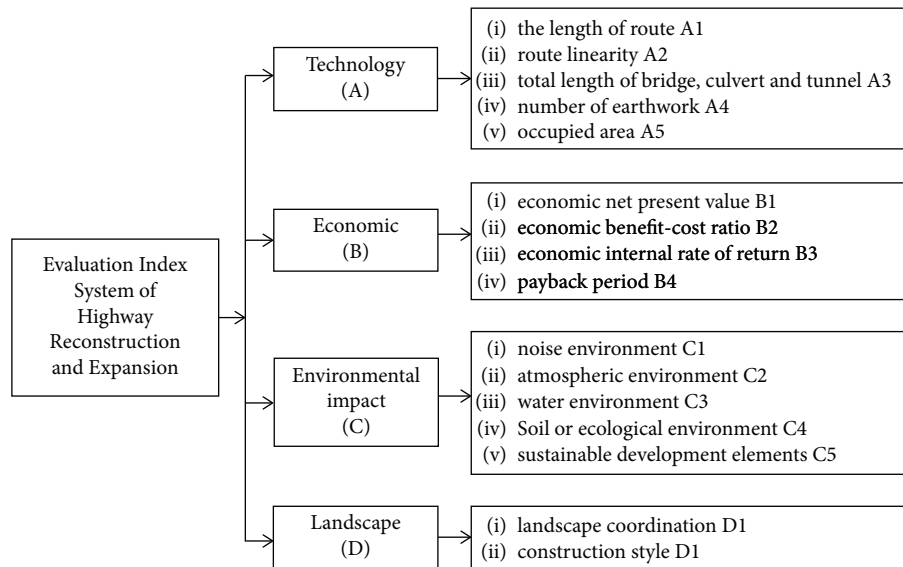 Evaluation Index
System of
Highway
Reconstruction
and Expansion
Technology
(A)
(i) the length of route A1
(ii) route linearity A2
(iii) total length of bridge, culvert and tunnel A3
(iv) number of earthwork A4
(v) occupied area A5
Economic
(B)
(i) economic net present value B1
(ii) economic benefit-cost ratio B2
(iii) economic internal rate of return B3
(iv) payback period B4
Environmental
impact
(C)
(i) noise environment C1
(ii) atmospheric environment C2
(iii) water environment C3
(iv) Soil or ecological environment C4
(v) sustainable development elements C5
Landscape
(D)
(i) landscape coordination D1
(ii) construction style D1